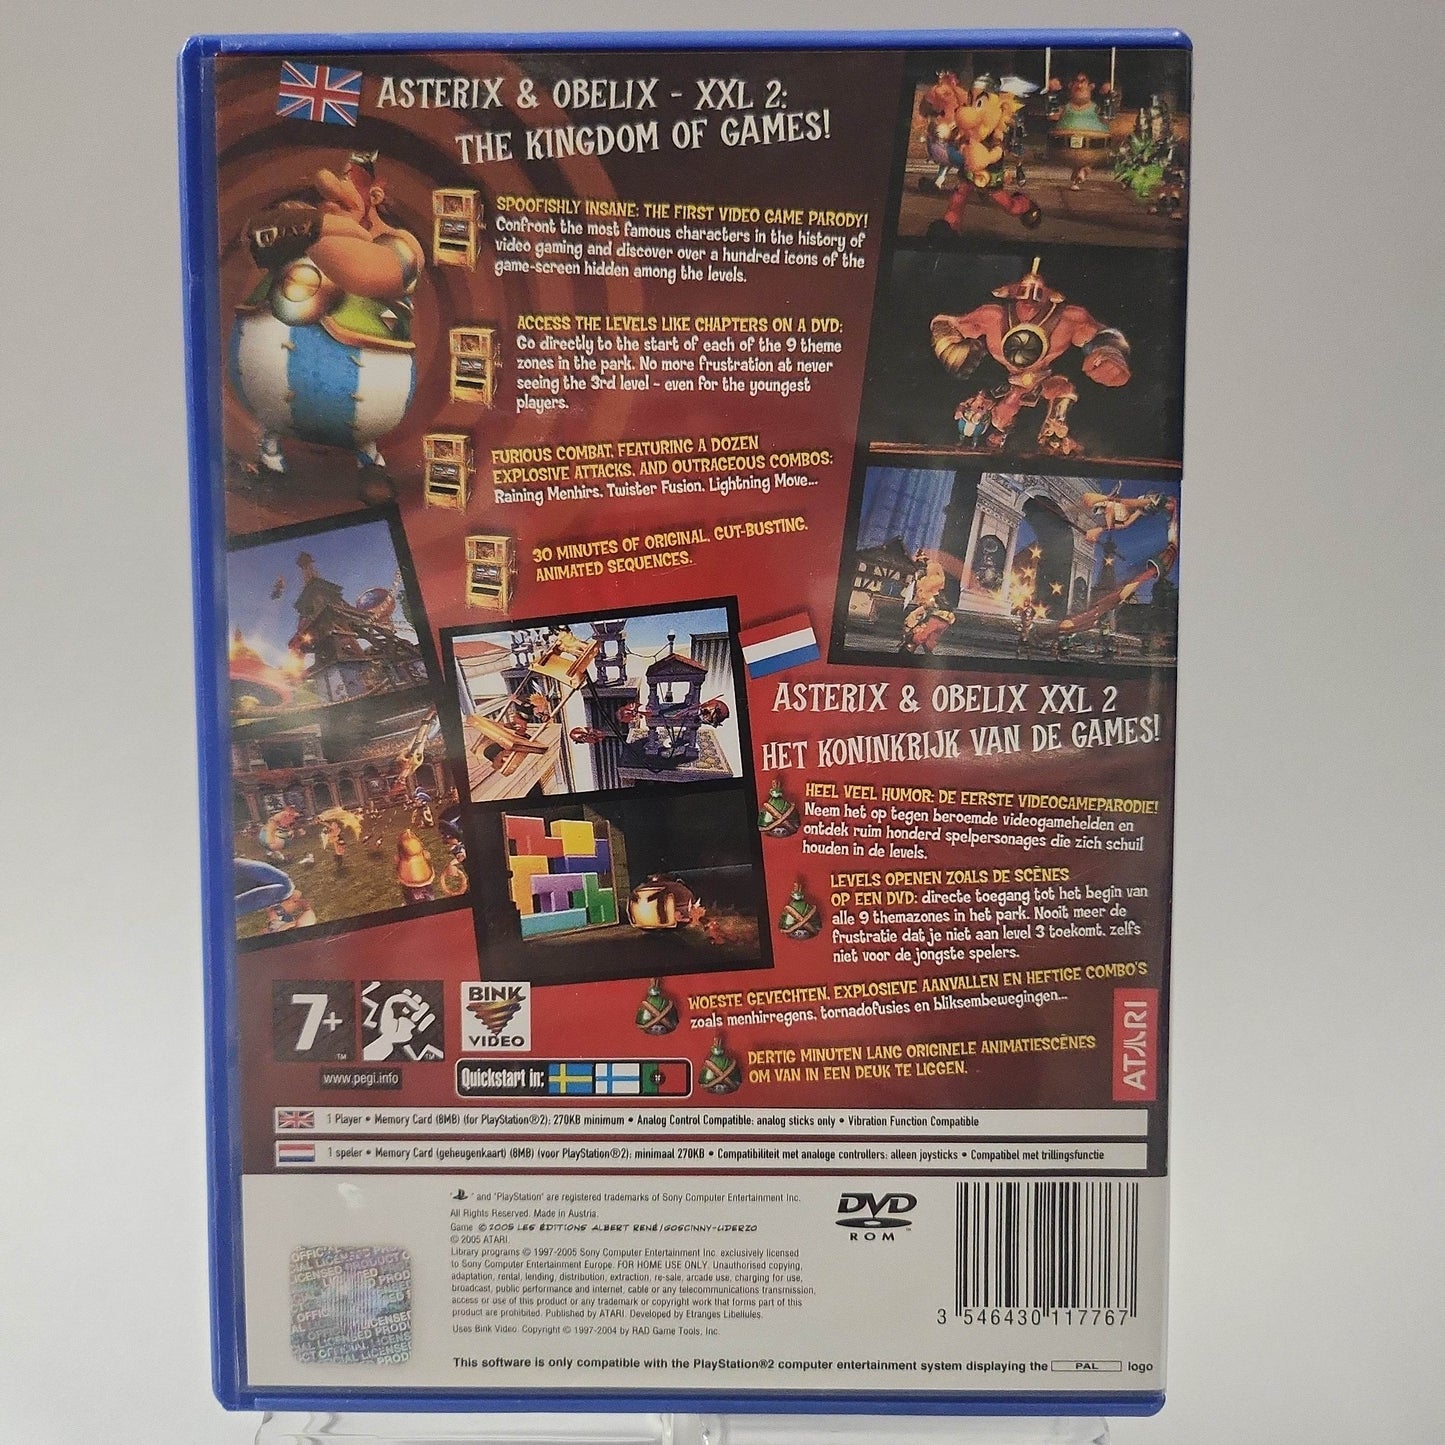 ASTERIX & OBELIX - XXL 2:
THE KINGDOM OF GAMES!
SPOOFISHLY INSANE: THE FIRST VIDEO GAME PARODY!
Confront the most famous characters in the history of
video gaming and discover over a hundred icons of the
game-screen hidden among the levels.
ACCESS THE LEVELS LIKE CHAPTERS ON A DVD:
Go directly to the start of each of the 9 theme
zones in the park. No more frustration at never
seeing the 3rd level - even for the youngest
players.
FURIOUS COMBAT, FEATURING A DOZEN
EXPLOSIVE ATTACKS, AND OUTRAGEOUS COMBOS:
Raining Menhirs, Twister Fusion, Lightning Move...
30 MINUTES OF ORIGINAL, GUT-BUSTING,
ANIMATED SEQUENCES.
ASTERIX & OBELIX XXL 2
HET KONINKRIJK VAN DE GAMES!
HEEL VEEL HUMOR: DE EERSTE VIDEOGAMEPARODIE!
Neem het op tegen beroemde videogamehelden en
ontdek ruim honderd spelpersonages die zich schuil
houden in de levels.
LEVELS OPENEN ZOALS DE SCÈNES
OP EEN DVD: directe toegang tot het begin van
alle 9 themazones in het park. Nooit meer de
frustratie dat je niet aan level 3 toekomt, zelfs
niet voor de jongste spelers.
WOESTE GEVECHTEN, EXPLOSIEVE AANVALLEN EN HEFTIGE COMBO'S
zoals menhirregens, tornadofusies en bliksembewegingen...
DERTIG MINUTEN LANG ORIGINELE ANIMATIESCÈNES
OM VAN IN EEN DEUK TE LIGGEN.
7+
TM
TM
www.pegi.info
BINK
VIDEO
Quickstart in:
ATARI
1 Player • Memory Card (8MB) (for PlayStation®2): 270KB minimum • Analog Control Compatible: analog sticks only • Vibration Function Compatible
1 speler • Memory Card (geheugenkaart) (8MB) (voor PlayStation®2): minimaal 270KB • Compatibiliteit met analoge controllers: alleen joysticks • Compatibel met trillingsfunctie
" " and "PlayStation" are registered trademarks of Sony Computer Entertainment Inc.
All Rights Reserved. Made in Austria.
Game © 2005 LES ÉDITIONS ALBERT RENÉ/GOSCINNY-UDERZO
© 2005 ATARI.
Library programs © 1997-2005 Sony Computer Entertainment Inc. exclusively licensed
to Sony Computer Entertainment Europe. FOR HOME USE ONLY. Unauthorised copying,
adaptation, rental, lending, distribution, extraction, re-sale, arcade use, charging for use,
broadcast, public performance and internet, cable or any telecommunications transmission,
access or use of this product or any trademark or copyright work that forms part of this
product are prohibited. Published by ATARI. Developed by Etranges Libellules.
Uses Bink Video. Copyright © 1997-2004 by RAD Game Tools, Inc.
DVD
ROM
3 546430 117767
This software is only compatible with the PlayStation®2 computer entertainment system displaying the PAL logo